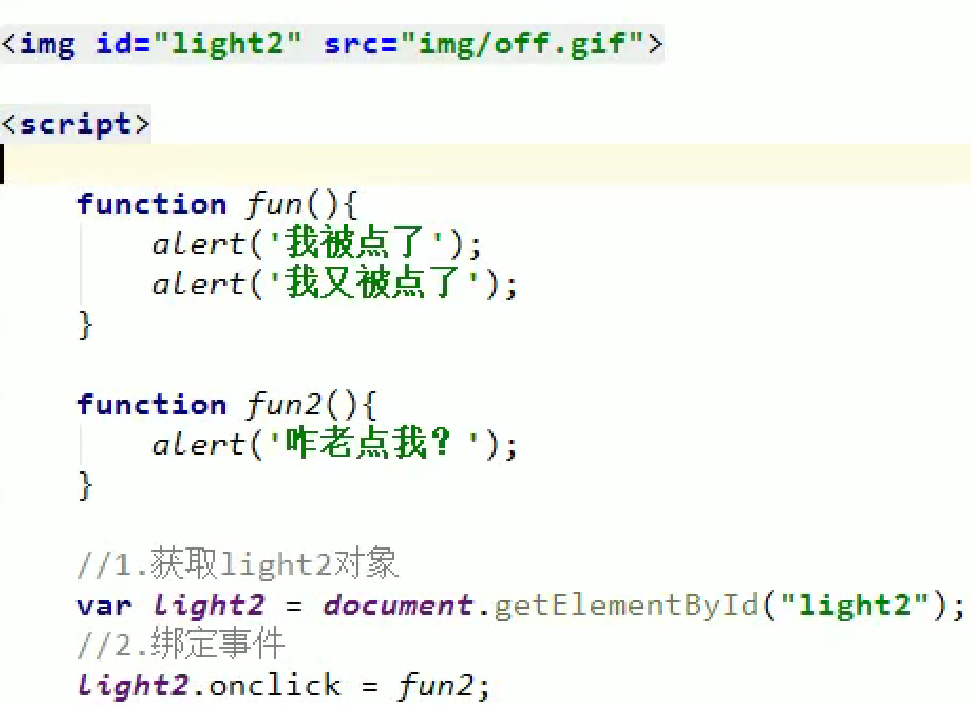 <img id="light2" src="img/off.gif">
<script>
function fun(){
alert('我被点了');
alert('我又被点了');
}
function fun2(){
alert('咋老点我？');
}
//1.获取light2对象
var light2 = document.getElementById("light2");
//2.绑定事件
light2.onclick = fun2;